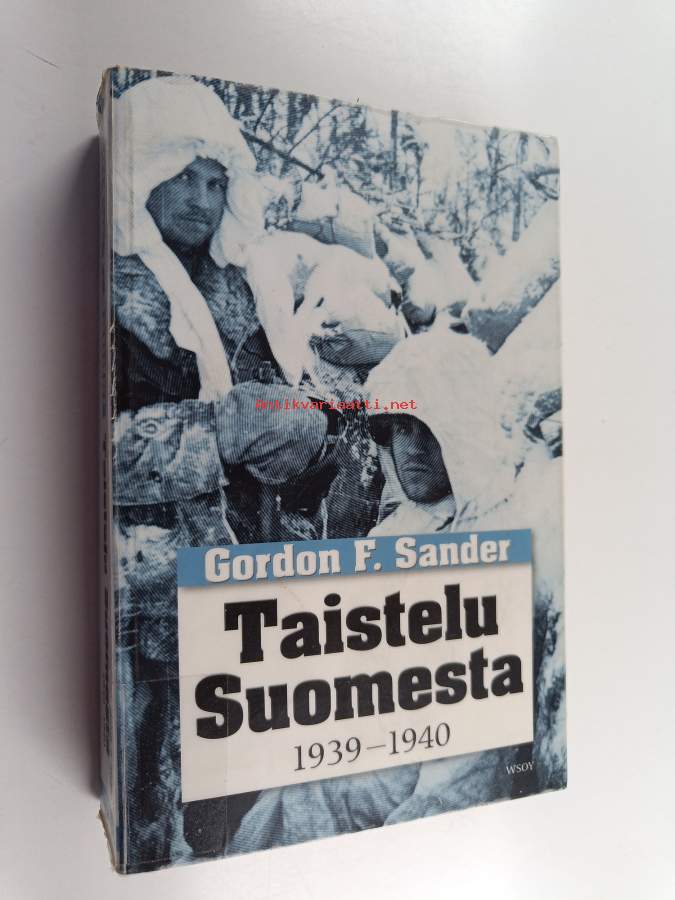 Antikvariaatti.net
Gordon F. Sander
Taistelu
Suomesta
1939–1940
WSOY